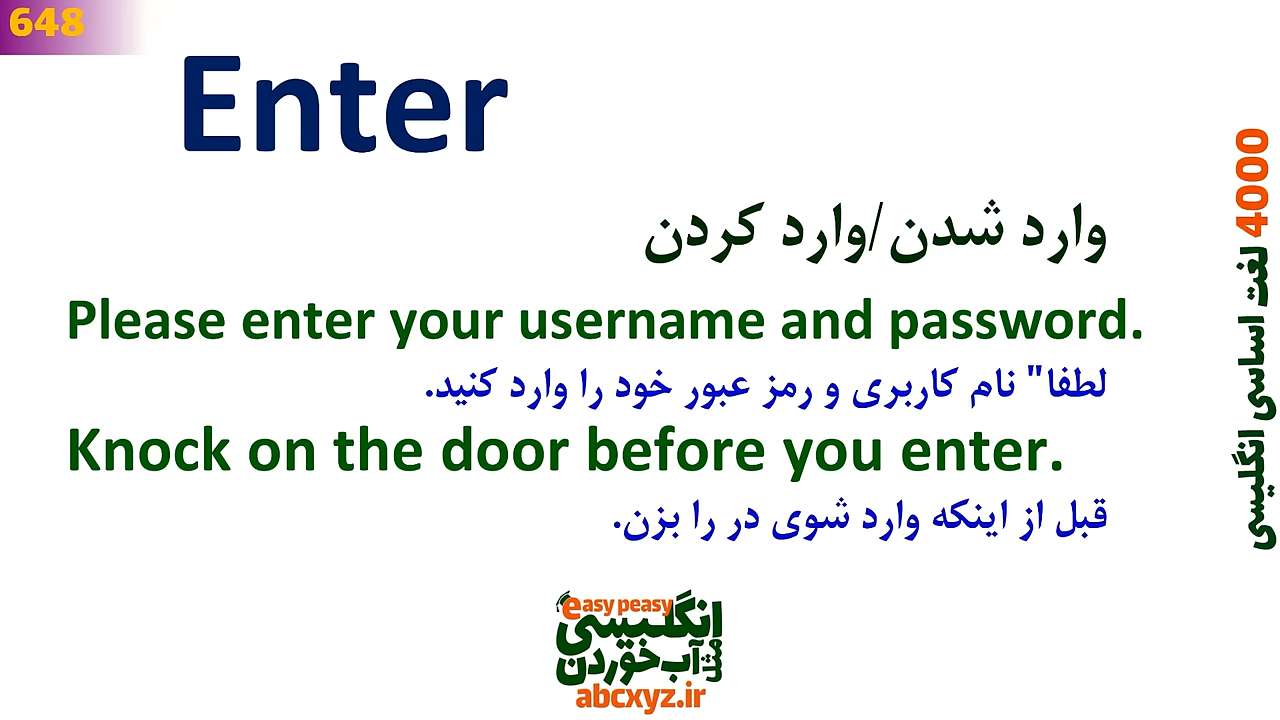 648
Enter
وارد شدن/وارد کردن
Please enter your username and password.
لطفا" نام کاربری و رمز عبور خود را وارد کنید.
Knock on the door before you enter.
قبل از اینکه وارد شوی در را بزن.
4000 لغت اساسی انگلیسی
easy peasy
انگلیسی
مثل آب خوردن
abcxyz.ir